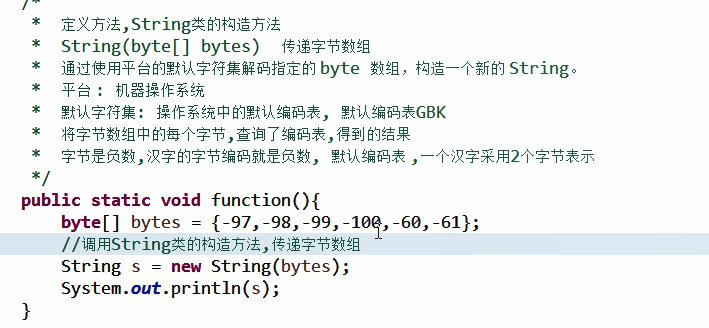 /*
 * 定义方法,String类的构造方法
 * String(byte[] bytes) 传递字节数组
 * 通过使用平台的默认字符集解码指定的 byte 数组，构造一个新的 String。
 * 平台 : 机器操作系统
 * 默认字符集: 操作系统中的默认编码表, 默认编码表GBK
 * 将字节数组中的每个字节,查询了编码表,得到的结果
 * 字节是负数,汉字的字节编码就是负数, 默认编码表 ,一个汉字采用2个字节表示
 */
public static void function(){
    byte[] bytes = {-97,-98,-99,-100,-60,-61};
    //调用String类的构造方法,传递字节数组
    String s = new String(bytes);
    System.out.println(s);
}